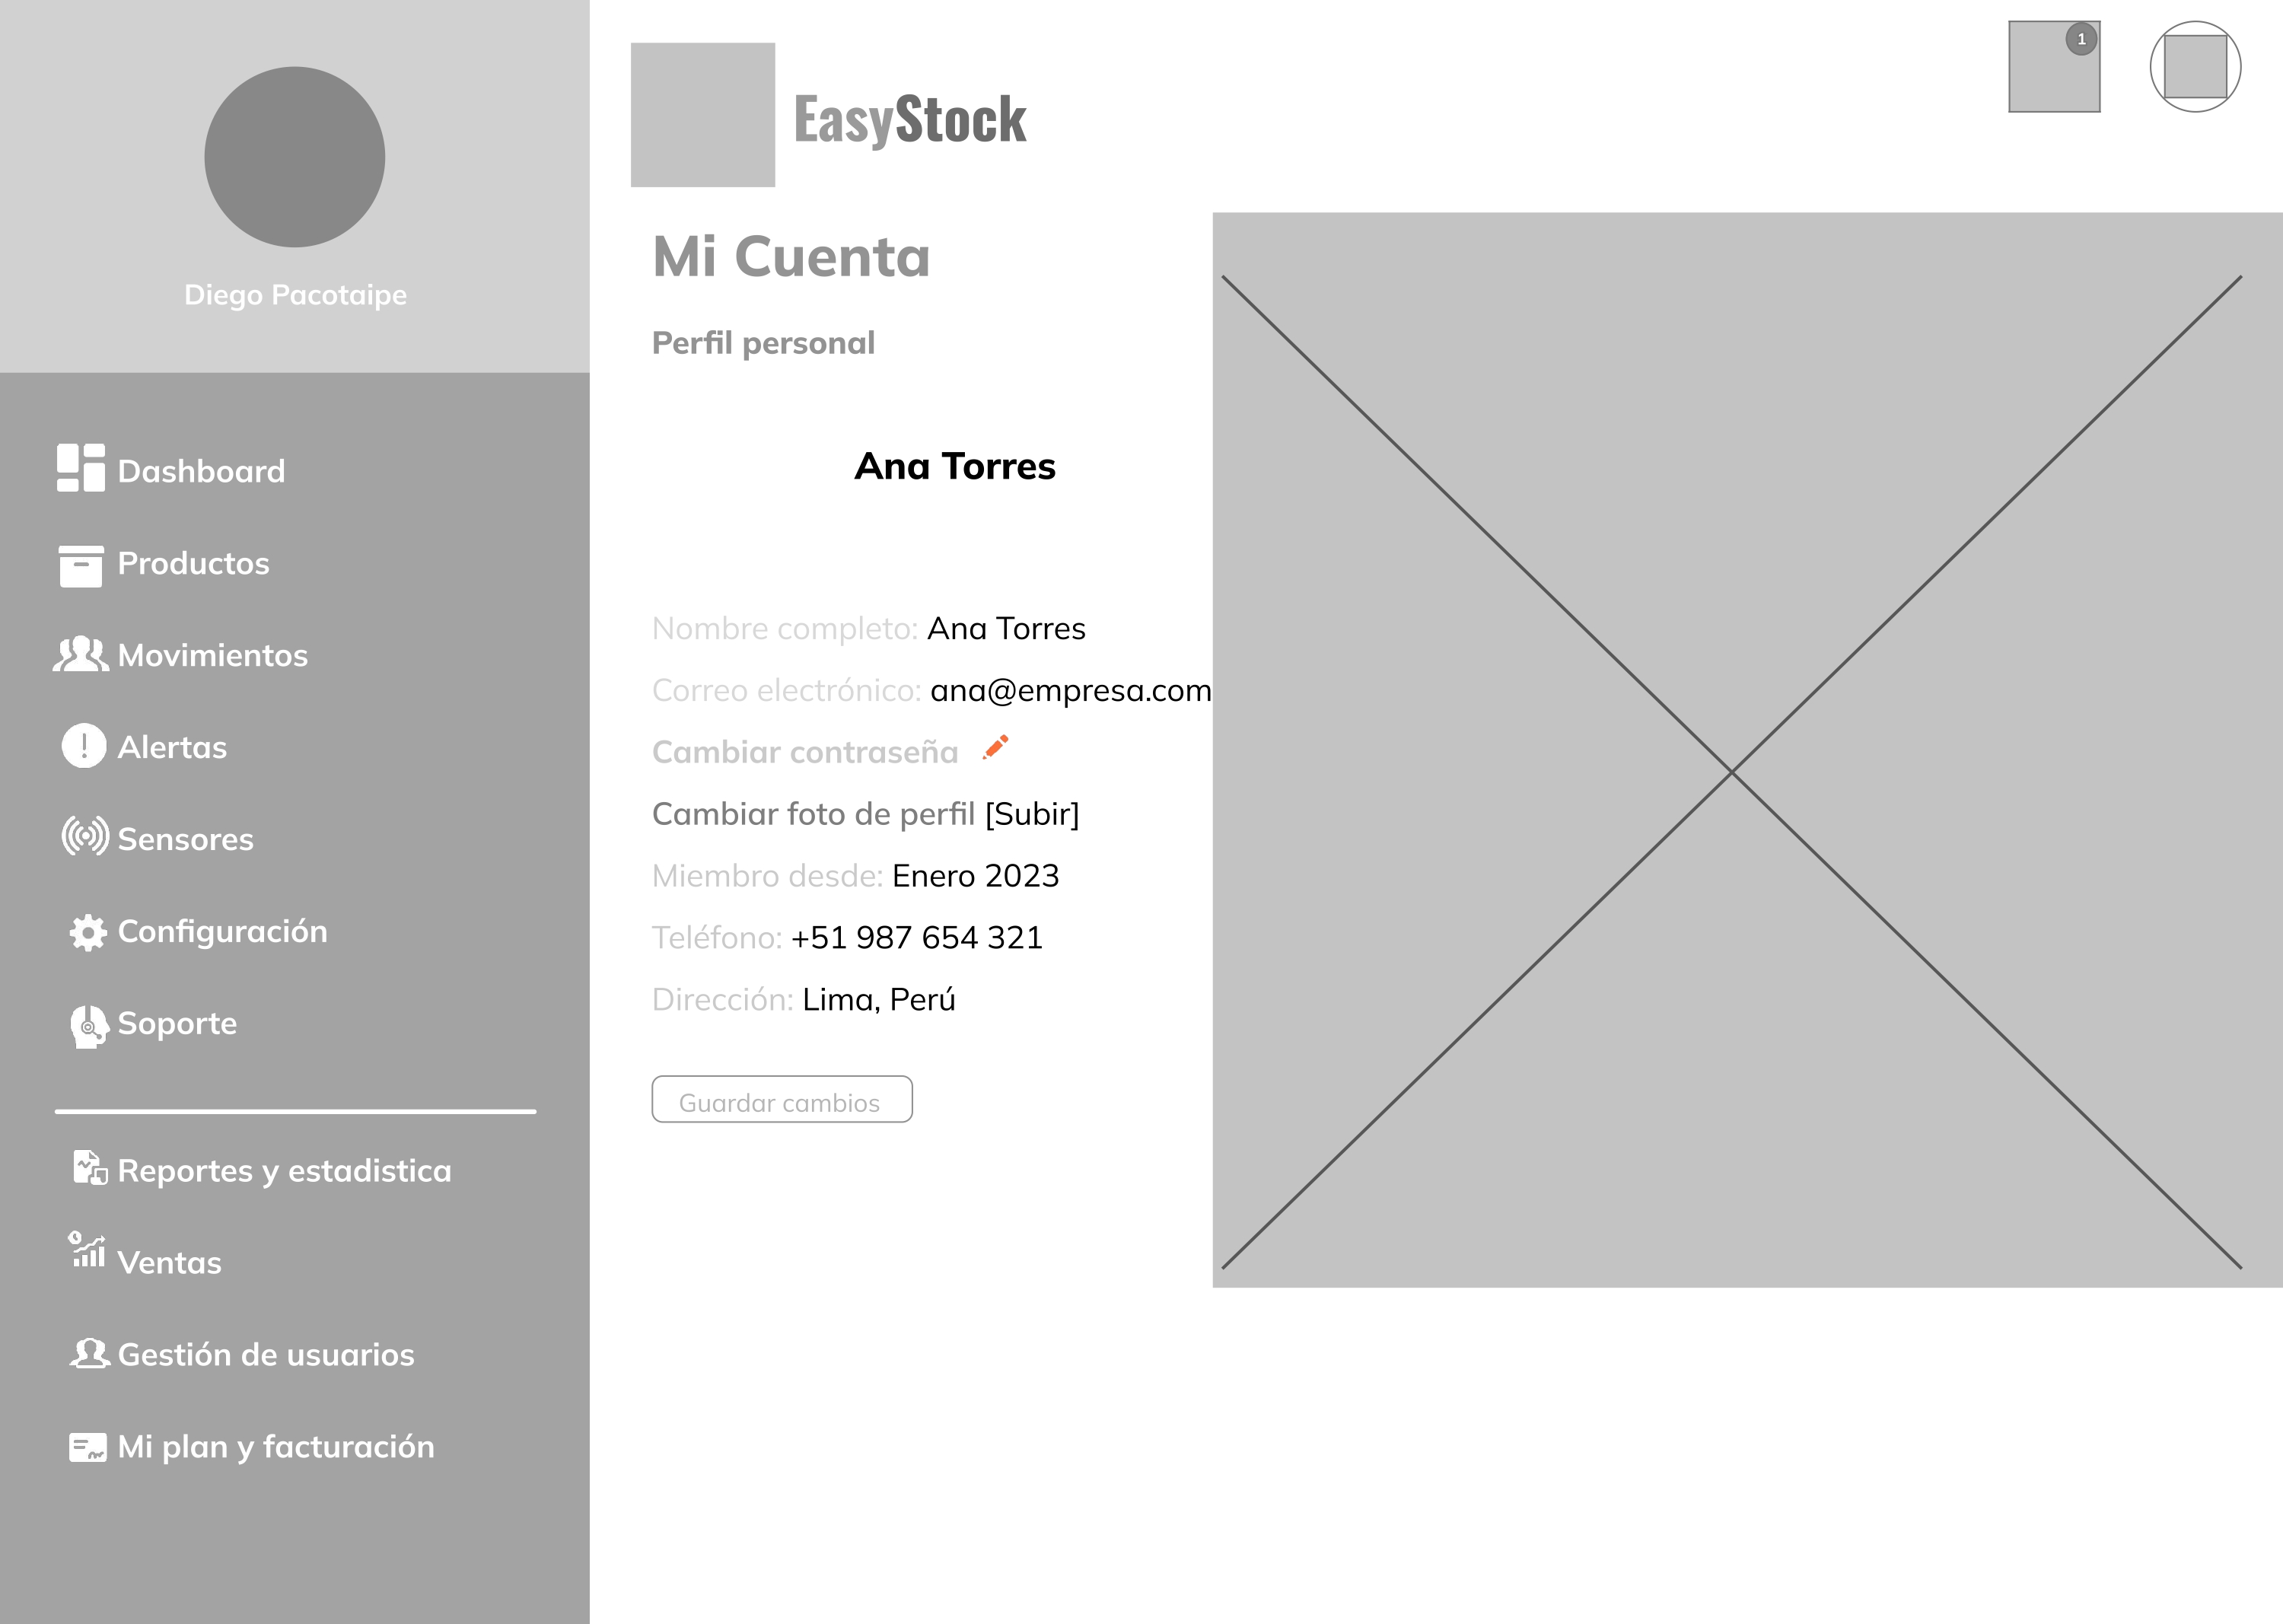 Diego Pacotaipe
Dashboard
Productos
Movimientos
Alertas
Sensores
Configuración
Soporte
Reportes y estadistica
Ventas
Gestión de usuarios
Mi plan y facturación
EasyStock
1
Mi Cuenta
Perfil personal
Ana Torres
Nombre completo: Ana Torres
Correo electrónico: ana@empresa.com
Cambiar contraseña
Cambiar foto de perfil [Subir]
Miembro desde: Enero 2023
Teléfono: +51 987 654 321
Dirección: Lima, Perú
Guardar cambios